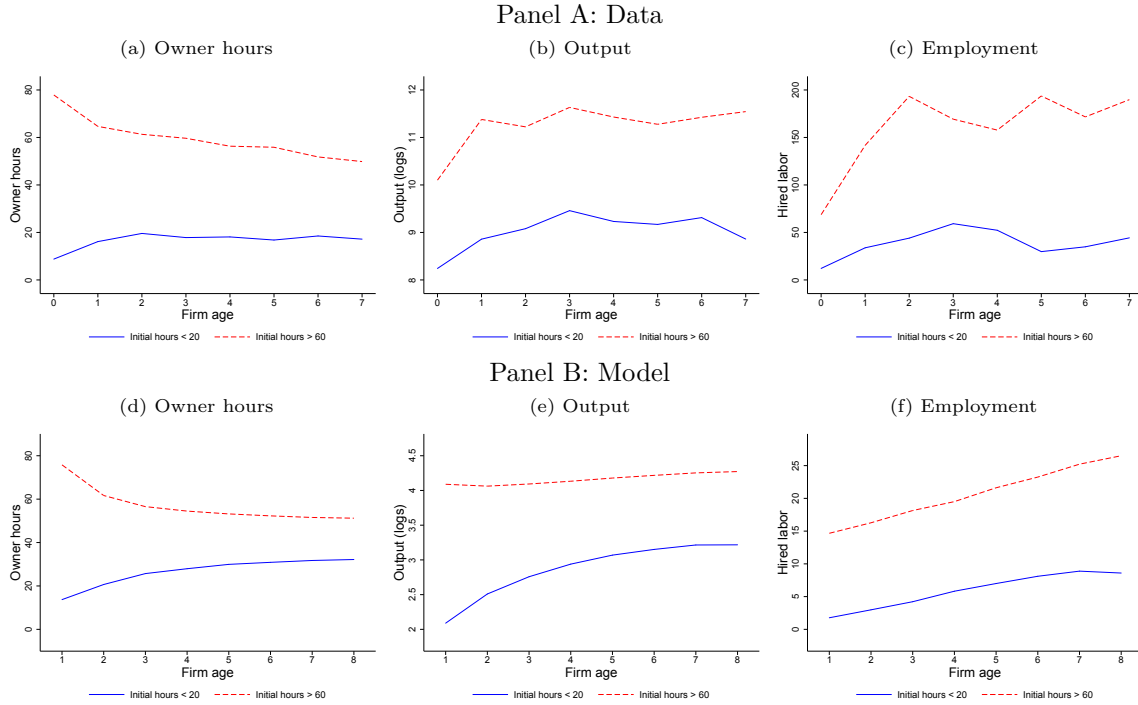 Panel A: Data
(a) Owner hours
(b) Output
(c) Employment
Owner hours
0 20 40 60 80
0 1 2 3 4 5 6 7
Firm age
Initial hours < 20 Initial hours > 60
Output (logs)
8 9 10 11 12
0 1 2 3 4 5 6 7
Firm age
Initial hours < 20 Initial hours > 60
Hired labor
0 50 100 150 200
0 1 2 3 4 5 6 7
Firm age
Initial hours < 20 Initial hours > 60
Panel B: Model
(d) Owner hours
(e) Output
(f) Employment
Owner hours
0 20 40 60 80
1 2 3 4 5 6 7 8
Firm age
Initial hours < 20 Initial hours > 60
Output (logs)
2 2.5 3 3.5 4 4.5
1 2 3 4 5 6 7 8
Firm age
Initial hours < 20 Initial hours > 60
Hired labor
0 5 10 15 20 25
1 2 3 4 5 6 7 8
Firm age
Initial hours < 20 Initial hours > 60